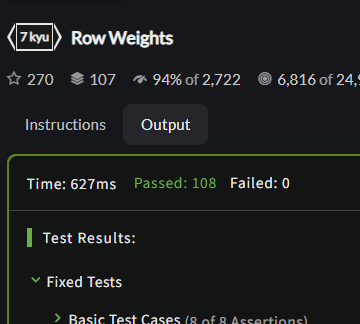 7 kyu Row Weights
270 107 94% of 2,722 6,816 of 24,
Instructions Output
Time: 627ms Passed: 108 Failed: 0
Test Results:
Fixed Tests
Basic Test Cases (8 of 8 Assertions)